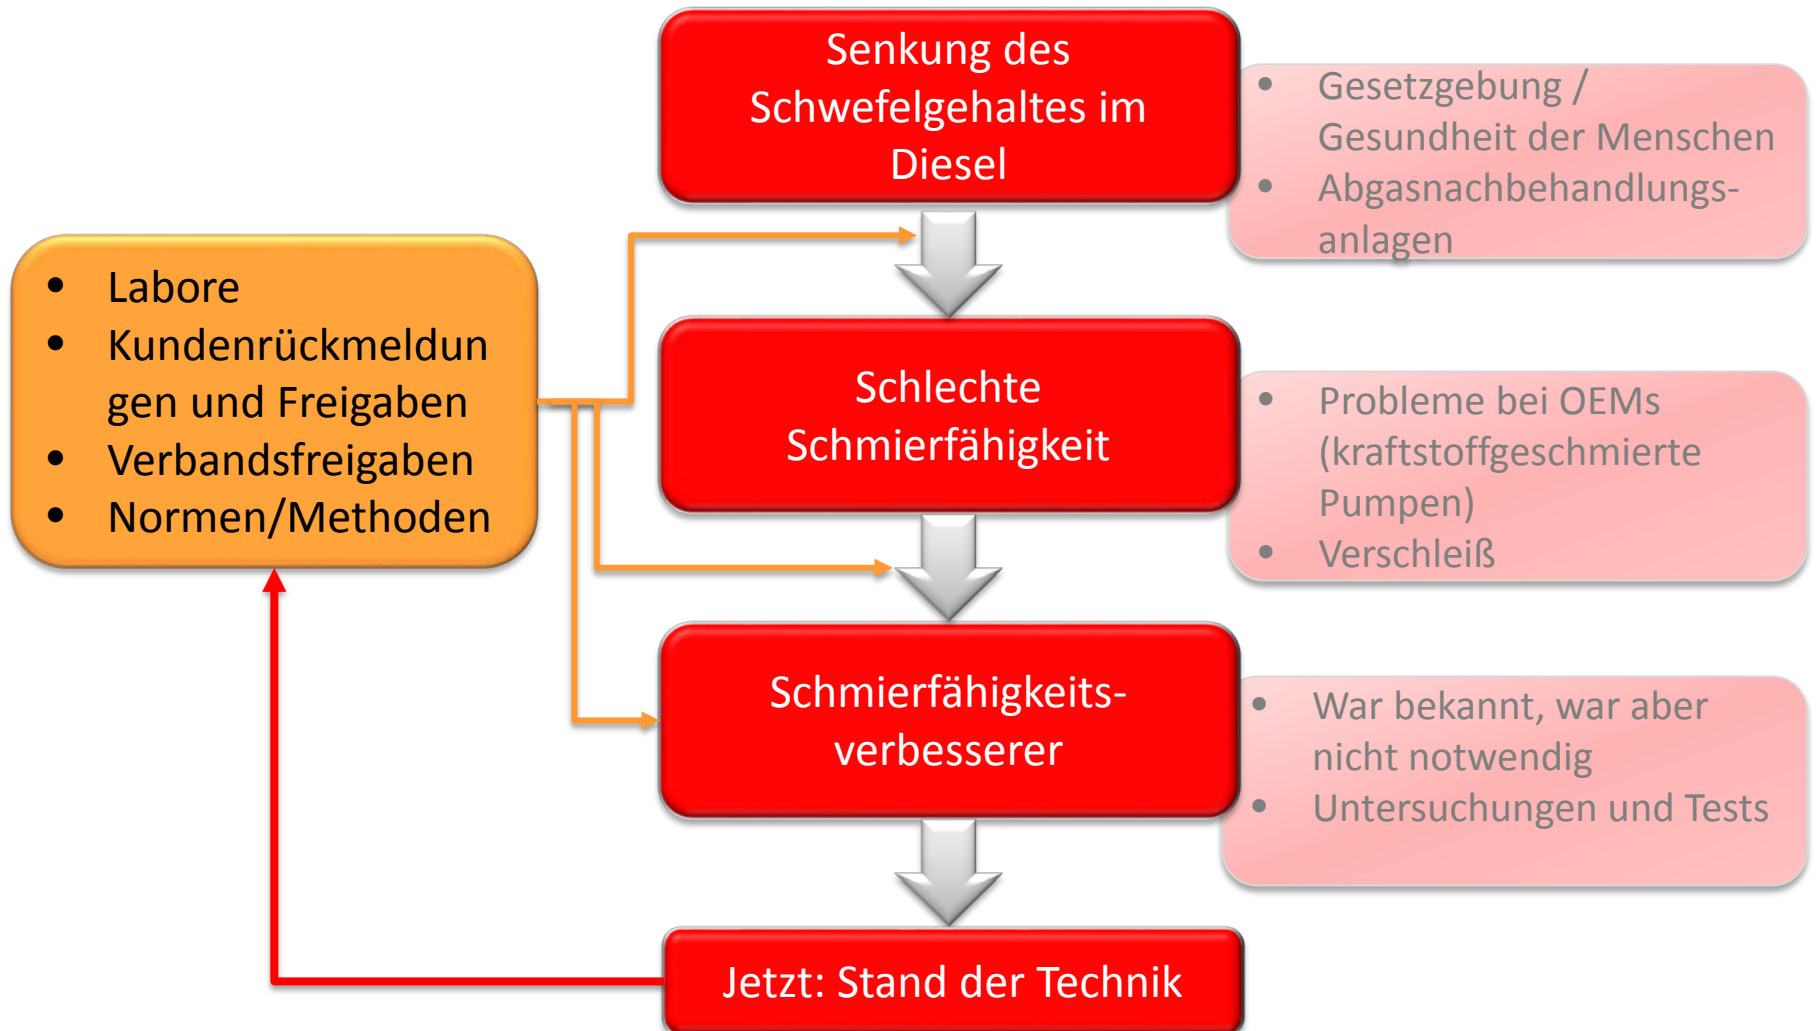 Senkung des
Schwefelgehaltes im
Diesel
• Gesetzgebung /
Gesundheit der Menschen
• Abgasnachbehandlungs-
anlagen
• Labore
• Kundenrückmeldun
gen und Freigaben
• Verbandsfreigaben
• Normen/Methoden
Schlechte
Schmierfähigkeit
• Probleme bei OEMs
(kraftstoffgeschmierte
Pumpen)
• Verschleiß
Schmierfähigkeits-
verbesserer
• War bekannt, war aber
nicht notwendig
• Untersuchungen und Tests
Jetzt: Stand der Technik